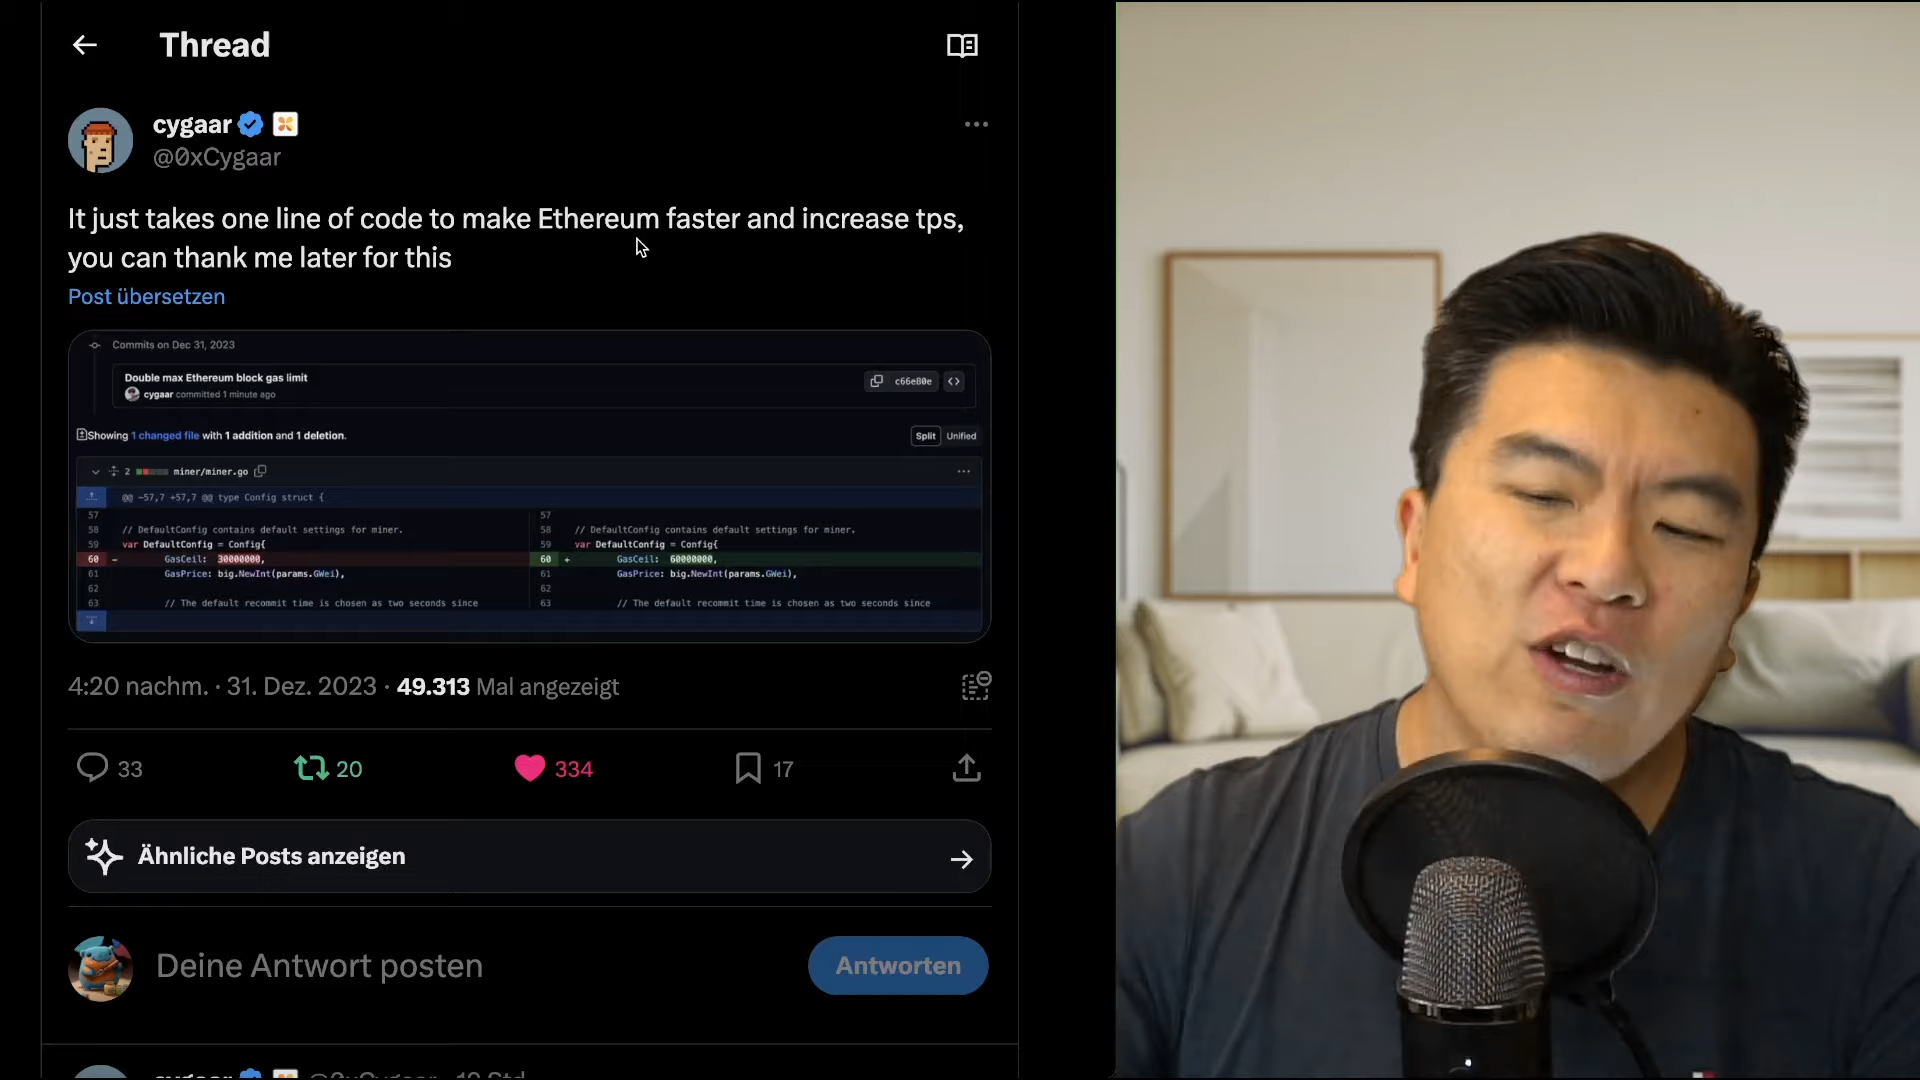 Thread
cygaar
@0xCygaar
It just takes one line of code to make Ethereum faster and increase tps,
you can thank me later for this
Post übersetzen
Commits on Dec 31, 2023
Double max Ethereum block gas limit
cygaar committed 1 minute ago
c66e80e
Showing 1 changed file with 1 addition and 1 deletion.
Split Unified
2 miner/miner.go
@@ -57,7 +57,7 @@ type Config struct {
57 57
58 // DefaultConfig contains default settings for miner. 58 // DefaultConfig contains default settings for miner.
59 var DefaultConfig = Config{ 59 var DefaultConfig = Config{
60 - GasCeil: 30000000, 60 + GasCeil: 60000000,
61 GasPrice: big.NewInt(params.GWei), 61 GasPrice: big.NewInt(params.GWei),
62 62
63 // The default recommit time is chosen as two seconds since 63 // The default recommit time is chosen as two seconds since
4:20 nachm. · 31. Dez. 2023 · 49.313 Mal angezeigt
33 20 334 17
Ähnliche Posts anzeigen
Deine Antwort posten
Antworten